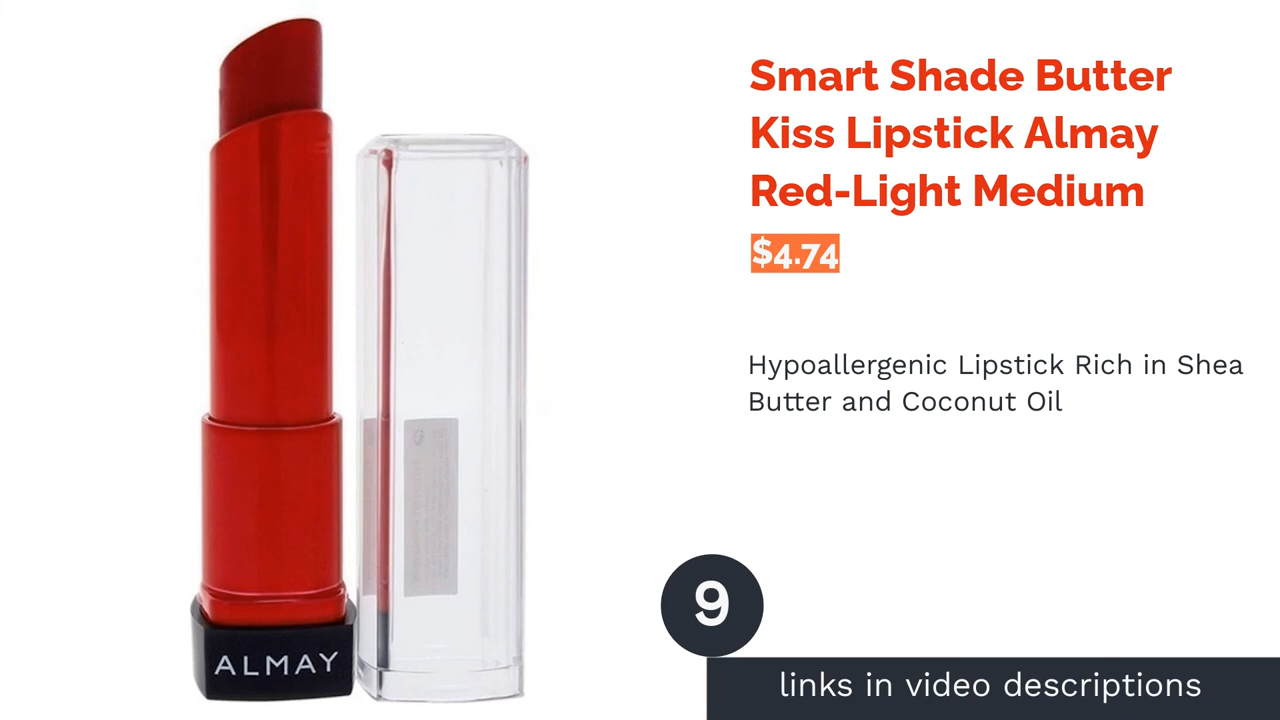 Smart Shade Butter
Kiss Lipstick Almay
Red-Light Medium
$4.74
Hypoallergenic Lipstick Rich in Shea
Butter and Coconut Oil
9
links in video descriptions
ALMAY